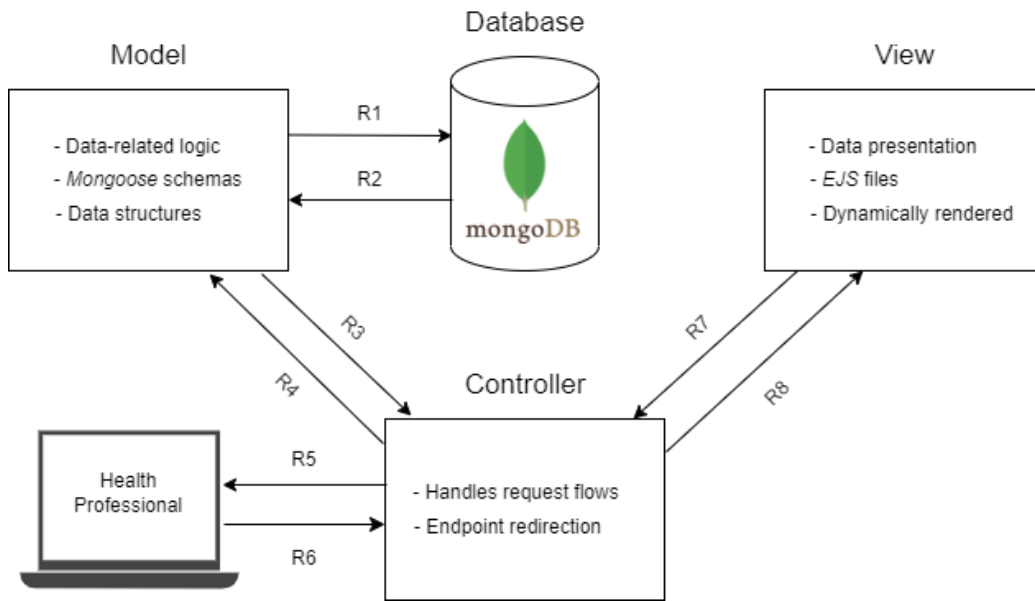 Database
Model
View
R1
- Data-related logic
- Mongoose schemas
- Data structures
R2
mongoDB
- Data presentation
- EJS files
- Dynamically rendered
R3
R4
R7
R8
Controller
Health
Professional
R5
R6
- Handles request flows
- Endpoint redirection